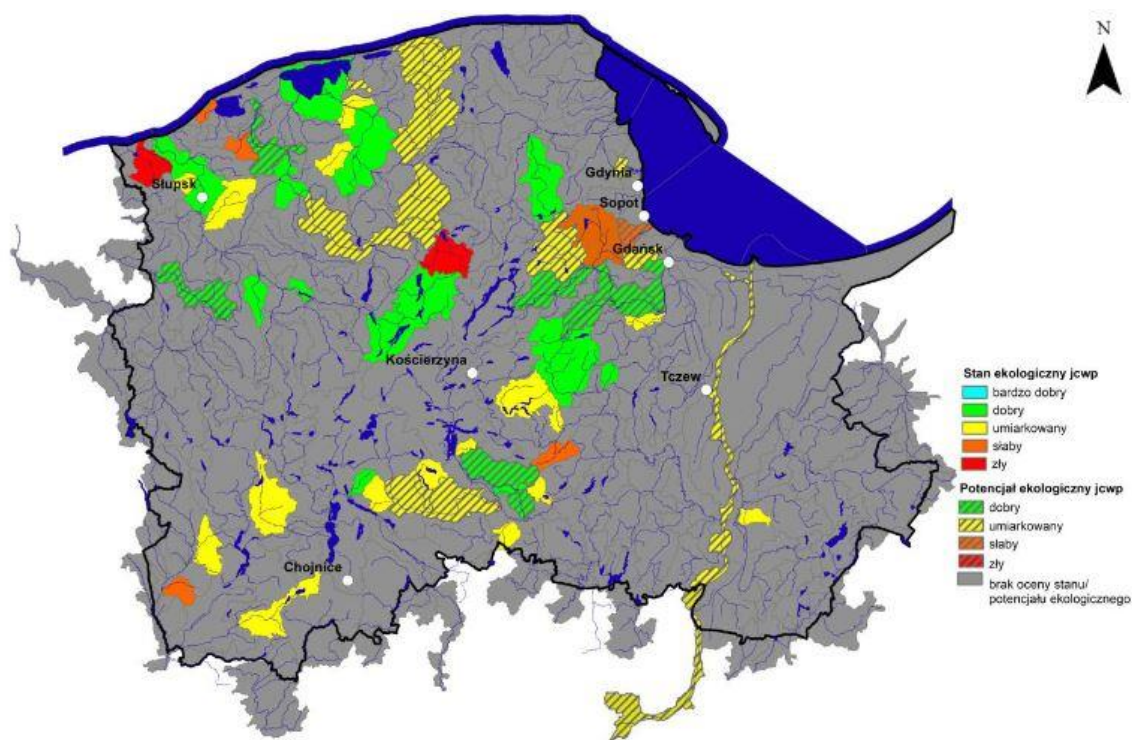 N
Gdynia
Słupsk
Sopot
Gdańsk
Kościerzyna
Tczew
Chojnice
Stan ekologiczny jcwp
bardzo dobry
dobry
umiarkowany
słaby
zły
Potencjał ekologiczny jcwp
dobry
umiarkowany
słaby
zły
brak oceny stanu/
potencjału ekologicznego